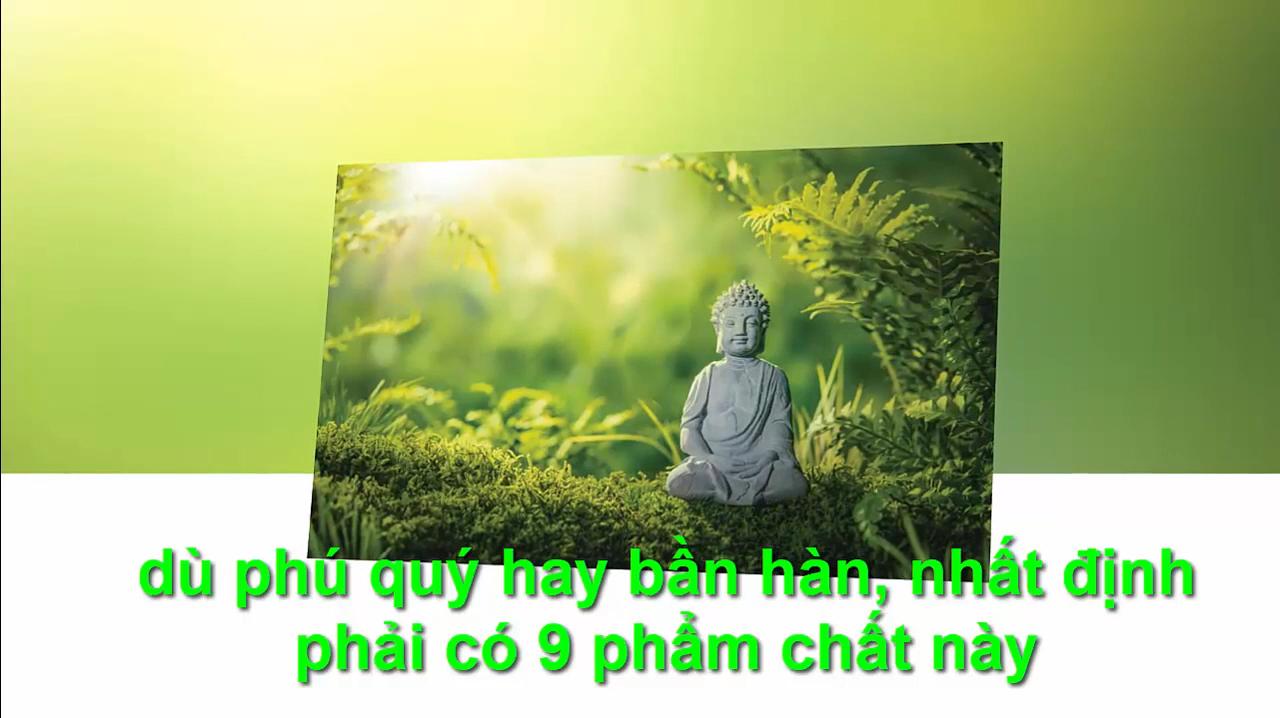 dù phú quý hay bần hàn, nhất định
phải có 9 phẩm chất này